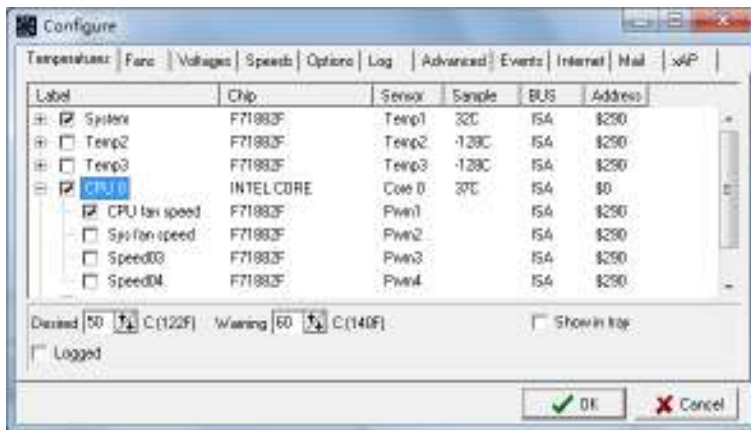 Configure
Temperatures Fans Voltages Speeds Options Log Advanced Events Internet Mail xAP
Label Chip Sensor Sample BUS Address
System F71882F Temp1 32C ISA $290
Temp2 F71882F Temp2 -128C ISA $290
Temp3 F71882F Temp3 -128C ISA $290
CPU 0 INTEL CORE Core 0 37C ISA $0
CPU fan speed F71882F Pwm1 ISA $290
Sys fan speed F71882F Pwm2 ISA $290
Speed03 F71882F Pwm3 ISA $290
Speed04 F71882F Pwm4 ISA $290
Desired 50 C (122F) Warning 60 C (140F) Show in tray
Logged
OK Cancel